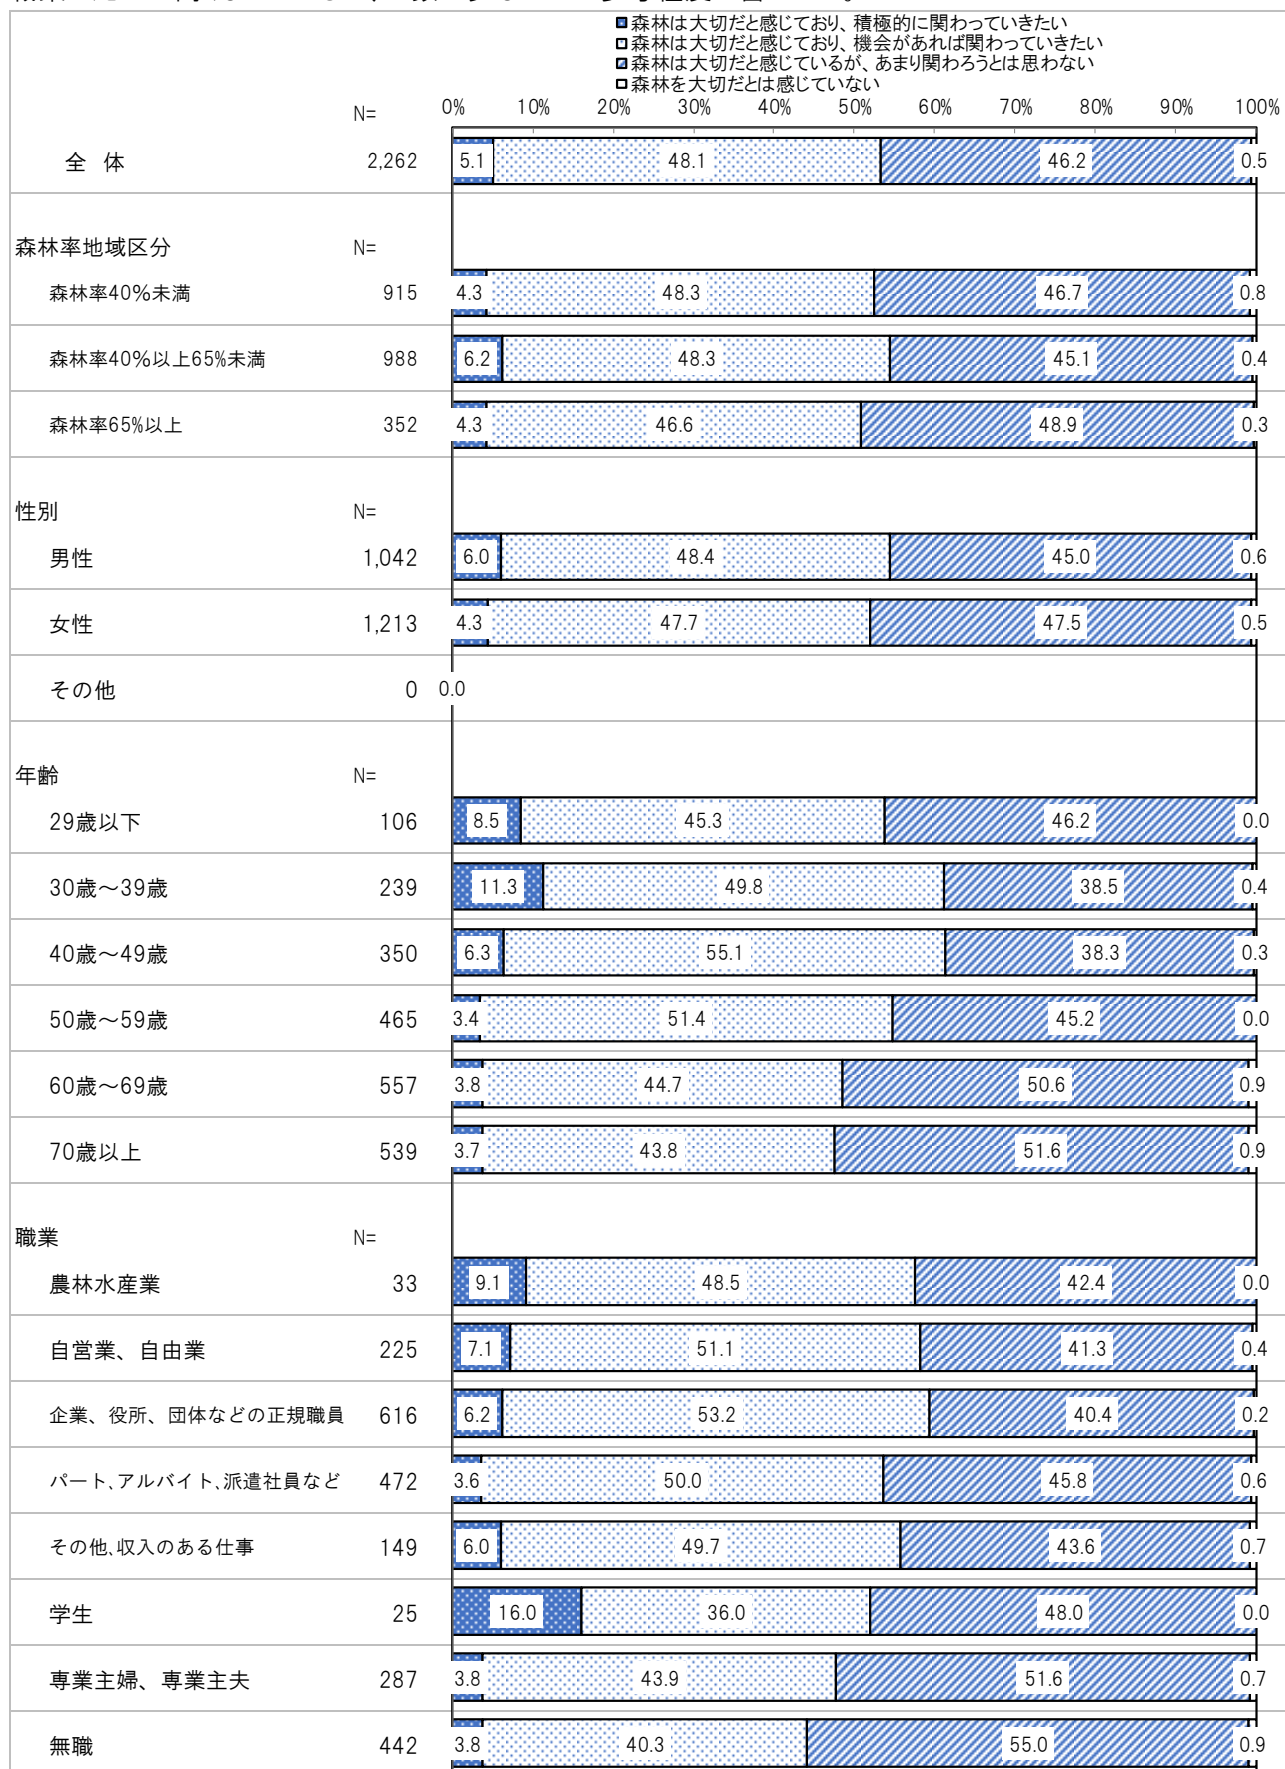 森林は大切だと感じており、積極的に関わっていきたい
森林は大切だと感じており、機会があれば関わっていきたい
森林は大切だと感じているが、あまり関わろうとは思わない
森林を大切だとは感じていない
N= 0% 10% 20% 30% 40% 50% 60% 70% 80% 90% 100%
全 体 2,262 5.1 48.1 46.2 0.5
森林率地域区分 N=
森林率40%未満 915 4.3 48.3 46.7 0.8
森林率40%以上65%未満 988 6.2 48.3 45.1 0.4
森林率65%以上 352 4.3 46.6 48.9 0.3
性別 N=
男性 1,042 6.0 48.4 45.0 0.6
女性 1,213 4.3 47.7 47.5 0.5
その他 0 0.0
年齢 N=
29歳以下 106 8.5 45.3 46.2 0.0
30歳～39歳 239 11.3 49.8 38.5 0.4
40歳～49歳 350 6.3 55.1 38.3 0.3
50歳～59歳 465 3.4 51.4 45.2 0.0
60歳～69歳 557 3.8 44.7 50.6 0.9
70歳以上 539 3.7 43.8 51.6 0.9
職業 N=
農林水産業 33 9.1 48.5 42.4 0.0
自営業、自由業 225 7.1 51.1 41.3 0.4
企業、役所、団体などの正規職員 616 6.2 53.2 40.4 0.2
パート、アルバイト、派遣社員など 472 3.6 50.0 45.8 0.6
その他、収入のある仕事 149 6.0 49.7 43.6 0.7
学生 25 16.0 36.0 48.0 0.0
専業主婦、専業主夫 287 3.8 43.9 51.6 0.7
無職 442 3.8 40.3 55.0 0.9